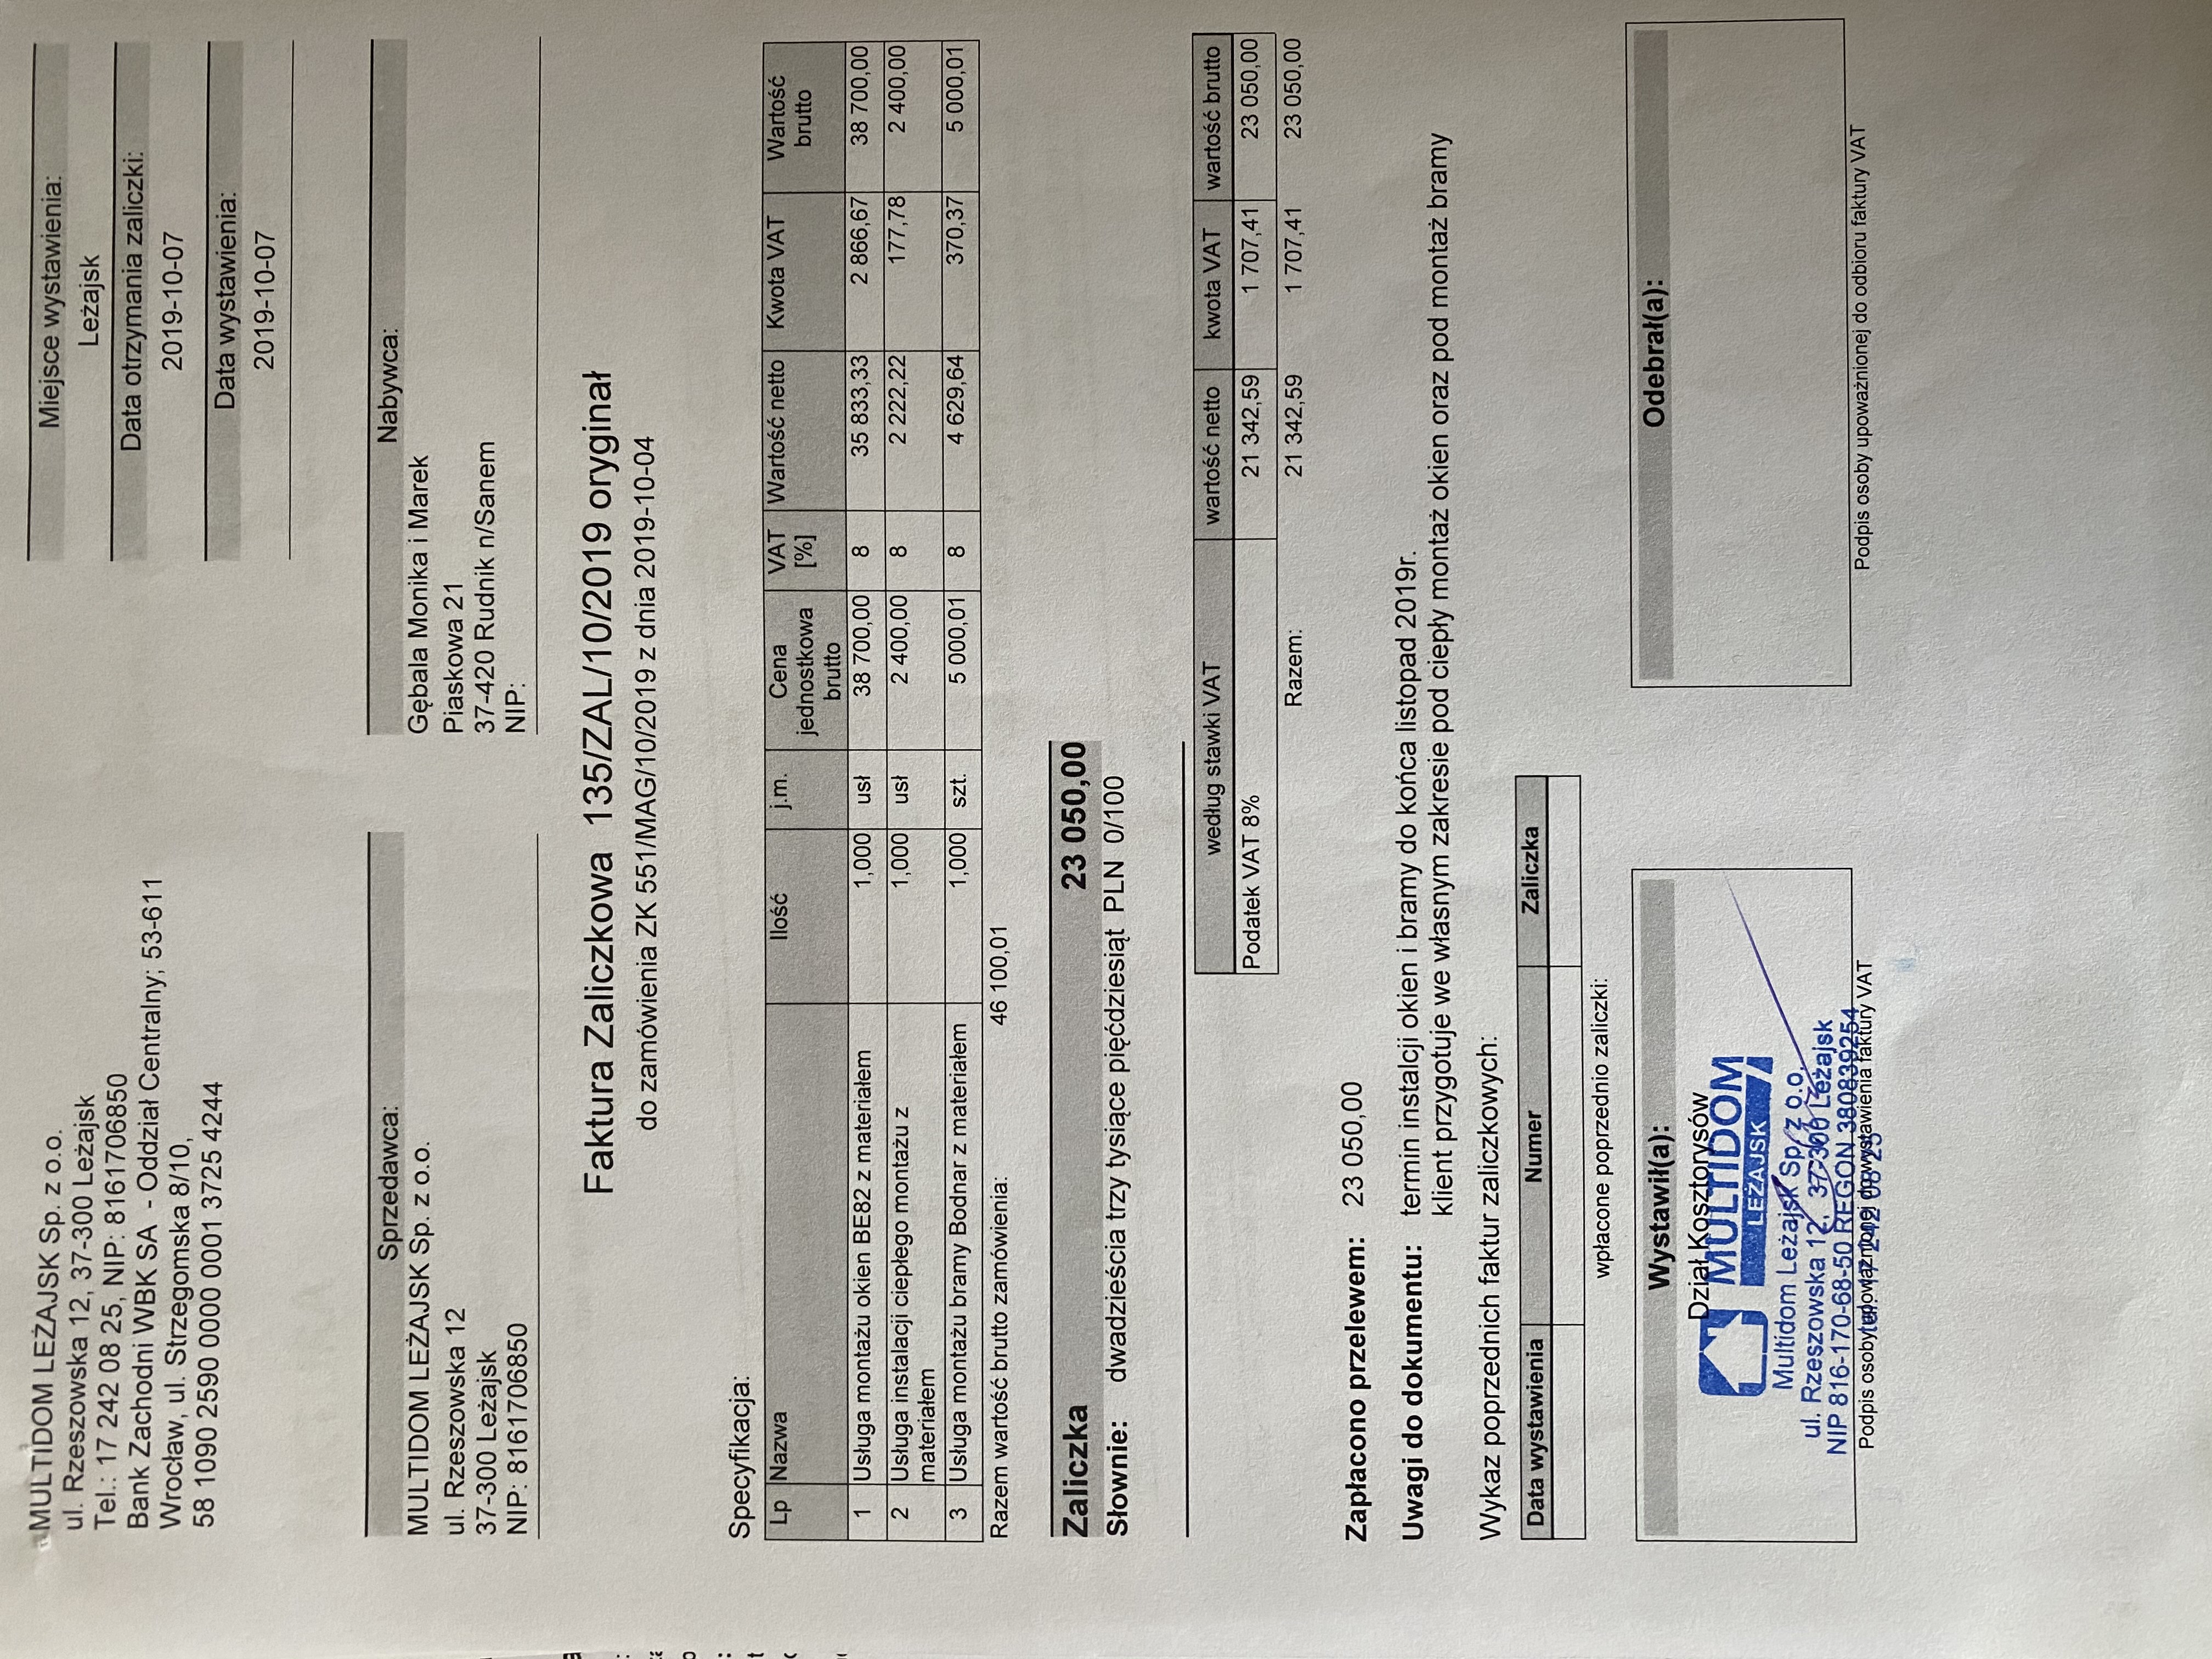 MULTIDOM LEŻAJSK Sp. z o.o.
ul. Rzeszowska 12, 37-300 Leżajsk
Tel.: 17 242 08 25, NIP: 8161706850
Bank Zachodni WBK SA - Oddział Centralny; 53-611
Wrocław, ul. Strzegomska 8/10,
58 1090 2590 0000 0001 3725 4244
Miejsce wystawienia:
Leżajsk
Data otrzymania zaliczki:
2019-10-07
Data wystawienia:
2019-10-07
Sprzedawca:
MULTIDOM LEŻAJSK Sp. z o.o.
ul. Rzeszowska 12
37-300 Leżajsk
NIP: 8161706850
Nabywca:
Gębala Monika i Marek
Piaskowa 21
37-420 Rudnik n/Sanem
NIP:
Faktura Zaliczkowa 135/ZAL/10/2019 oryginał
do zamówienia ZK 551/MAG/10/2019 z dnia 2019-10-04
Specyfikacja:
Lp Nazwa Ilość j.m. Cena jednostkowa brutto VAT [%] Wartość netto Kwota VAT Wartość brutto
1 Usługa montażu okien BE82 z materiałem 1,000 usł 38 700,00 8 35 833,33 2 866,67 38 700,00
2 Usługa instalacji ciepłego montażu z 1,000 usł 2 400,00 8 2 222,22 177,78 2 400,00
materiałem
3 Usługa montażu bramy Bodnar z materiałem 1,000 szt. 5 000,01 8 4 629,64 370,37 5 000,01
Razem wartość brutto zamówienia: 46 100,01
Zaliczka 23 050,00
Słownie: dwadzieścia trzy tysiące pięćdziesiąt PLN 0/100
według stawki VAT wartość netto kwota VAT wartość brutto
Podatek VAT 8% 21 342,59 1 707,41 23 050,00
Razem: 21 342,59 1 707,41 23 050,00
Zapłacono przelewem: 23 050,00
Uwagi do dokumentu: termin instalcji okien i bramy do końca listopad 2019r.
klient przygotuje we własnym zakresie pod ciepły montaż okien oraz pod montaż bramy
Wykaz poprzednich faktur zaliczkowych:
Data wystawienia Numer Zaliczka
wpłacone poprzednio zaliczki:
Wystawił(a):
Dział Kosztorysów
MULTIDOM
LEŻAJSK
Multidom Leżajsk Sp. z o.o.
ul. Rzeszowska 12, 37-300 Leżajsk
NIP 816-170-68-50 REGON 380839254
tel. 17 242 08 25
Podpis osoby upoważnionej do wystawienia faktury VAT
Odebrał(a):
Podpis osoby upoważnionej do odbioru faktury VAT